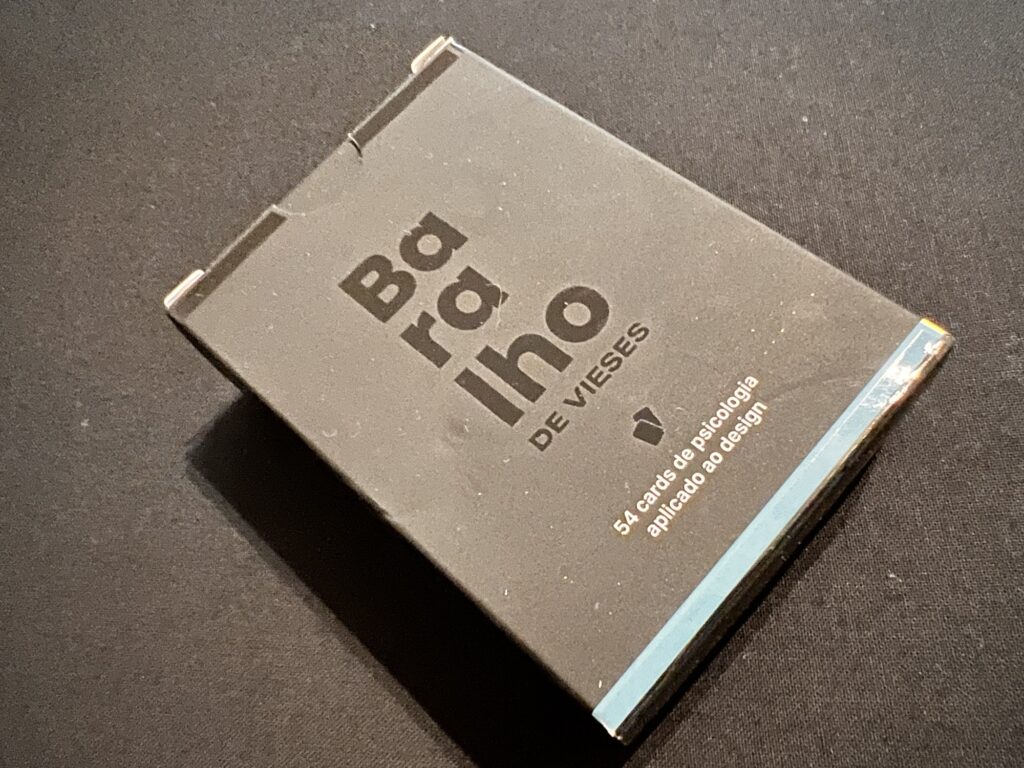 Ba
ra
lho
DE VIESES
54 cards de psicologia
aplicado ao design